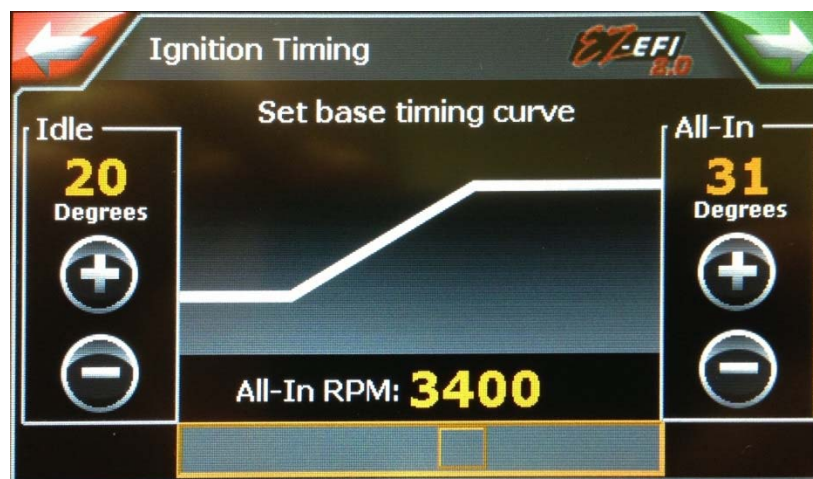 Ignition Timing
EZ-EFI
2.0
Set base timing curve
Idle
20
Degrees
All-In
31
Degrees
All-In RPM: 3400